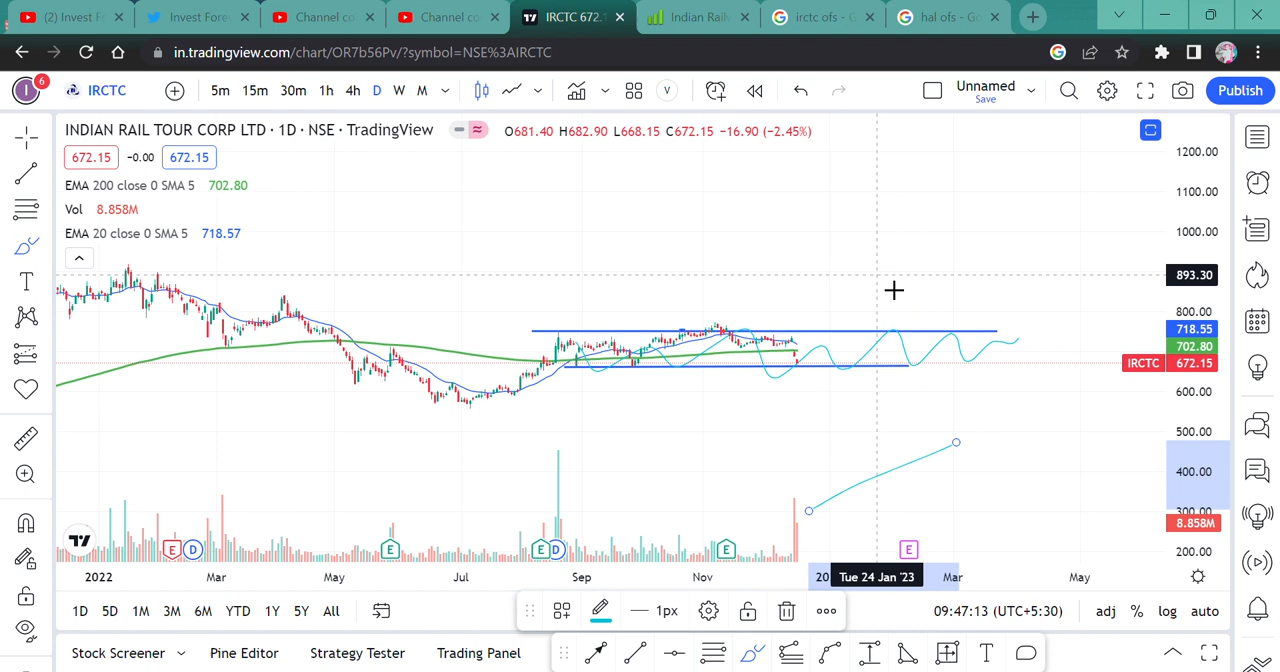 (2) Invest F
Invest Forev
Channel co
Channel co
IRCTC 672.1
Indian Railw
irctc ofs - G
hal ofs - Go
in.tradingview.com/chart/OR7b56Pv/?symbol=NSE%3AIRCTC
I
6
IRCTC
5m 15m 30m 1h 4h D W M
V
Unnamed
Save
Publish
INDIAN RAIL TOUR CORP LTD · 1D · NSE · TradingView
O681.40 H682.90 L668.15 C672.15 −16.90 (−2.45%)
672.15 −0.00 672.15
EMA 200 close 0 SMA 5 702.80
Vol 8.858M
EMA 20 close 0 SMA 5 718.57
1200.00
1100.00
1000.00
893.30
800.00
718.55
702.80
IRCTC 672.15
600.00
500.00
400.00
300.00
8.858M
200.00
E D E E D E E
2022 Mar May Jul Sep Nov 20 Tue 24 Jan '23 Mar May
1D 5D 1M 3M 6M YTD 1Y 5Y All
1px
09:47:13 (UTC+5:30) adj % log auto
Stock Screener Pine Editor Strategy Tester Trading Panel